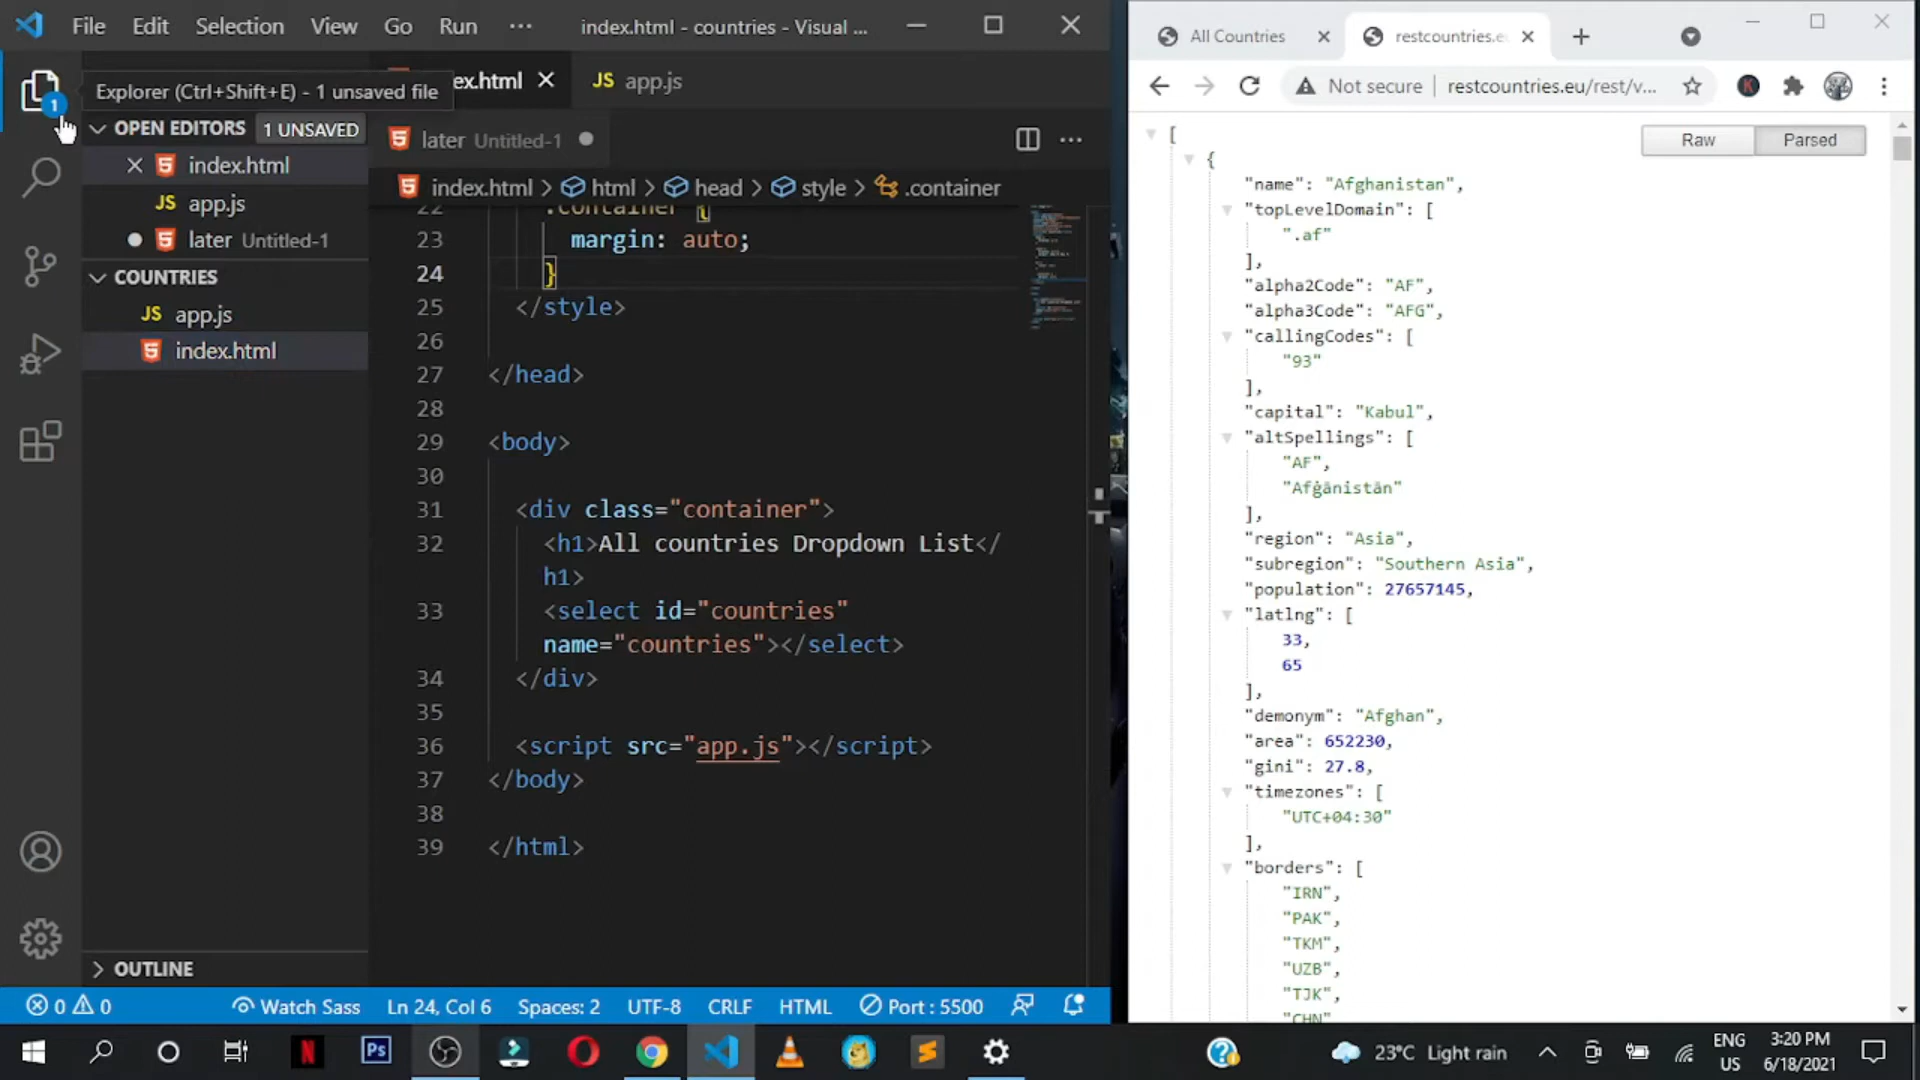 File Edit Selection View Go Run ··· index.html - countries - Visual ...
Explorer (Ctrl+Shift+E) - 1 unsaved file
1
ex.html
JS app.js
OPEN EDITORS 1 UNSAVED
index.html
JS app.js
later Untitled-1
COUNTRIES
JS app.js
index.html
OUTLINE
later Untitled-1
index.html > html > head > style > .container
22 .container {
23 margin: auto;
24 }
25 </style>
26
27 </head>
28
29 <body>
30
31 <div class="container">
32 <h1>All countries Dropdown List</
h1>
33 <select id="countries"
name="countries"></select>
34 </div>
35
36 <script src="app.js"></script>
37 </body>
38
39 </html>
0 0 Watch Sass Ln 24, Col 6 Spaces: 2 UTF-8 CRLF HTML Port : 5500
All Countries
restcountries.e
Not secure restcountries.eu/rest/v...
Raw Parsed
[
{
"name": "Afghanistan",
"topLevelDomain": [
".af"
],
"alpha2Code": "AF",
"alpha3Code": "AFG",
"callingCodes": [
"93"
],
"capital": "Kabul",
"altSpellings": [
"AF",
"Afġānistān"
],
"region": "Asia",
"subregion": "Southern Asia",
"population": 27657145,
"latlng": [
33,
65
],
"demonym": "Afghan",
"area": 652230,
"gini": 27.8,
"timezones": [
"UTC+04:30"
],
"borders": [
"IRN",
"PAK",
"TKM",
"UZB",
"TJK",
"CHN"
N Ps
23°C Light rain
ENG
US
3:20 PM
6/18/2021